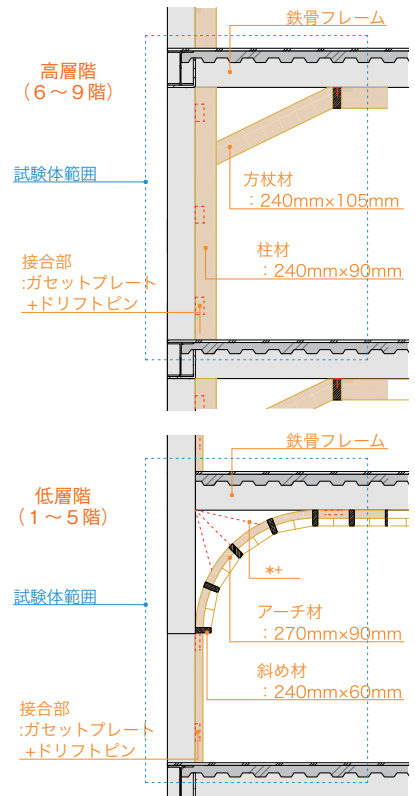 鉄骨フレーム
高層階
（6～9階）
試験体範囲
方杖材
：240mm×105mm
柱材
：240mm×90mm
接合部
:ガセットプレート
+ドリフトピン
鉄骨フレーム
低層階
（1～5階）
*+
試験体範囲
アーチ材
：270mm×90mm
斜め材
：240mm×60mm
接合部
:ガセットプレート
+ドリフトピン